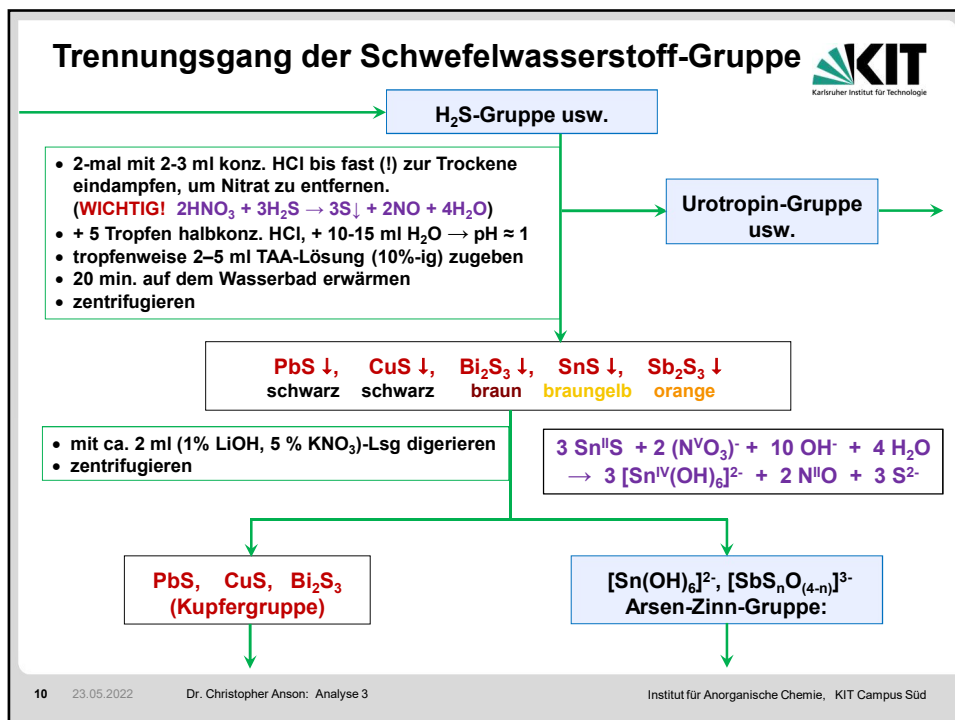 Trennungsgang der Schwefelwasserstoff-Gruppe
KIT
Karlsruher Institut für Technologie
H₂S-Gruppe usw.
• 2-mal mit 2-3 ml konz. HCl bis fast (!) zur Trockene
eindampfen, um Nitrat zu entfernen.
(WICHTIG! 2HNO₃ + 3H₂S → 3S↓ + 2NO + 4H₂O)
• + 5 Tropfen halbkonz. HCl, + 10-15 ml H₂O → pH ≈ 1
• tropfenweise 2–5 ml TAA-Lösung (10%-ig) zugeben
• 20 min. auf dem Wasserbad erwärmen
• zentrifugieren
Urotropin-Gruppe
usw.
PbS ↓, CuS ↓, Bi₂S₃ ↓, SnS ↓, Sb₂S₃ ↓
schwarz schwarz braun braungelb orange
• mit ca. 2 ml (1% LiOH, 5 % KNO₃)-Lsg digerieren
• zentrifugieren
3 SnᴵᴵS + 2 (NⱽO₃)⁻ + 10 OH⁻ + 4 H₂O
→ 3 [Snᴵⱽ(OH)₆]²⁻ + 2 NᴵᴵO + 3 S²⁻
PbS, CuS, Bi₂S₃
(Kupfergruppe)
[Sn(OH)₆]²⁻, [SbSₙO₍₄₋ₙ₎]³⁻
Arsen-Zinn-Gruppe:
10 23.05.2022 Dr. Christopher Anson: Analyse 3 Institut für Anorganische Chemie, KIT Campus Süd